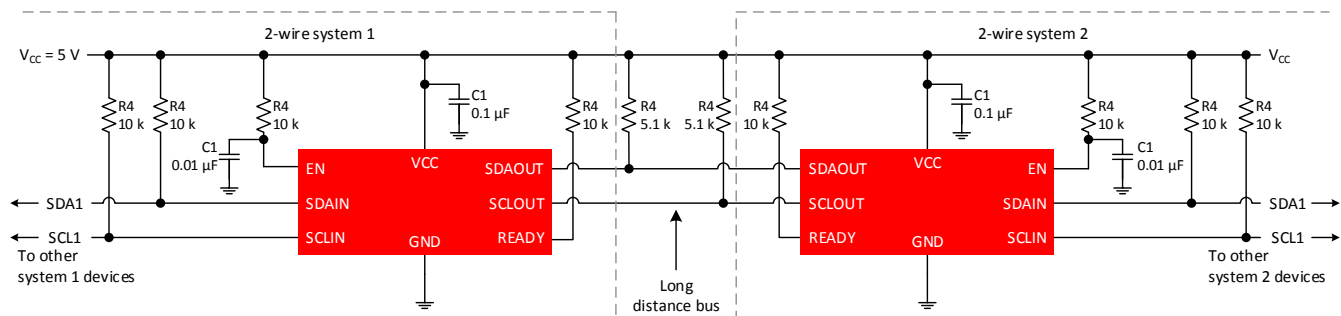 2-wire system 1
2-wire system 2
VCC = 5 V
VCC
R4
10 k
R4
10 k
R4
10 k
C1
0.1 µF
R4
10 k
R4
5.1 k
R4
5.1 k
R4
10 k
C1
0.1 µF
R4
10 k
R4
10 k
R4
10 k
C1
0.01 µF
C1
0.01 µF
VCC
EN
SDAIN
SCLIN
GND
SDAOUT
SCLOUT
READY
VCC
SDAOUT
SCLOUT
READY
GND
EN
SDAIN
SCLIN
SDA1
SCL1
To other
system 1 devices
Long
distance bus
SDA1
SCL1
To other
system 2 devices